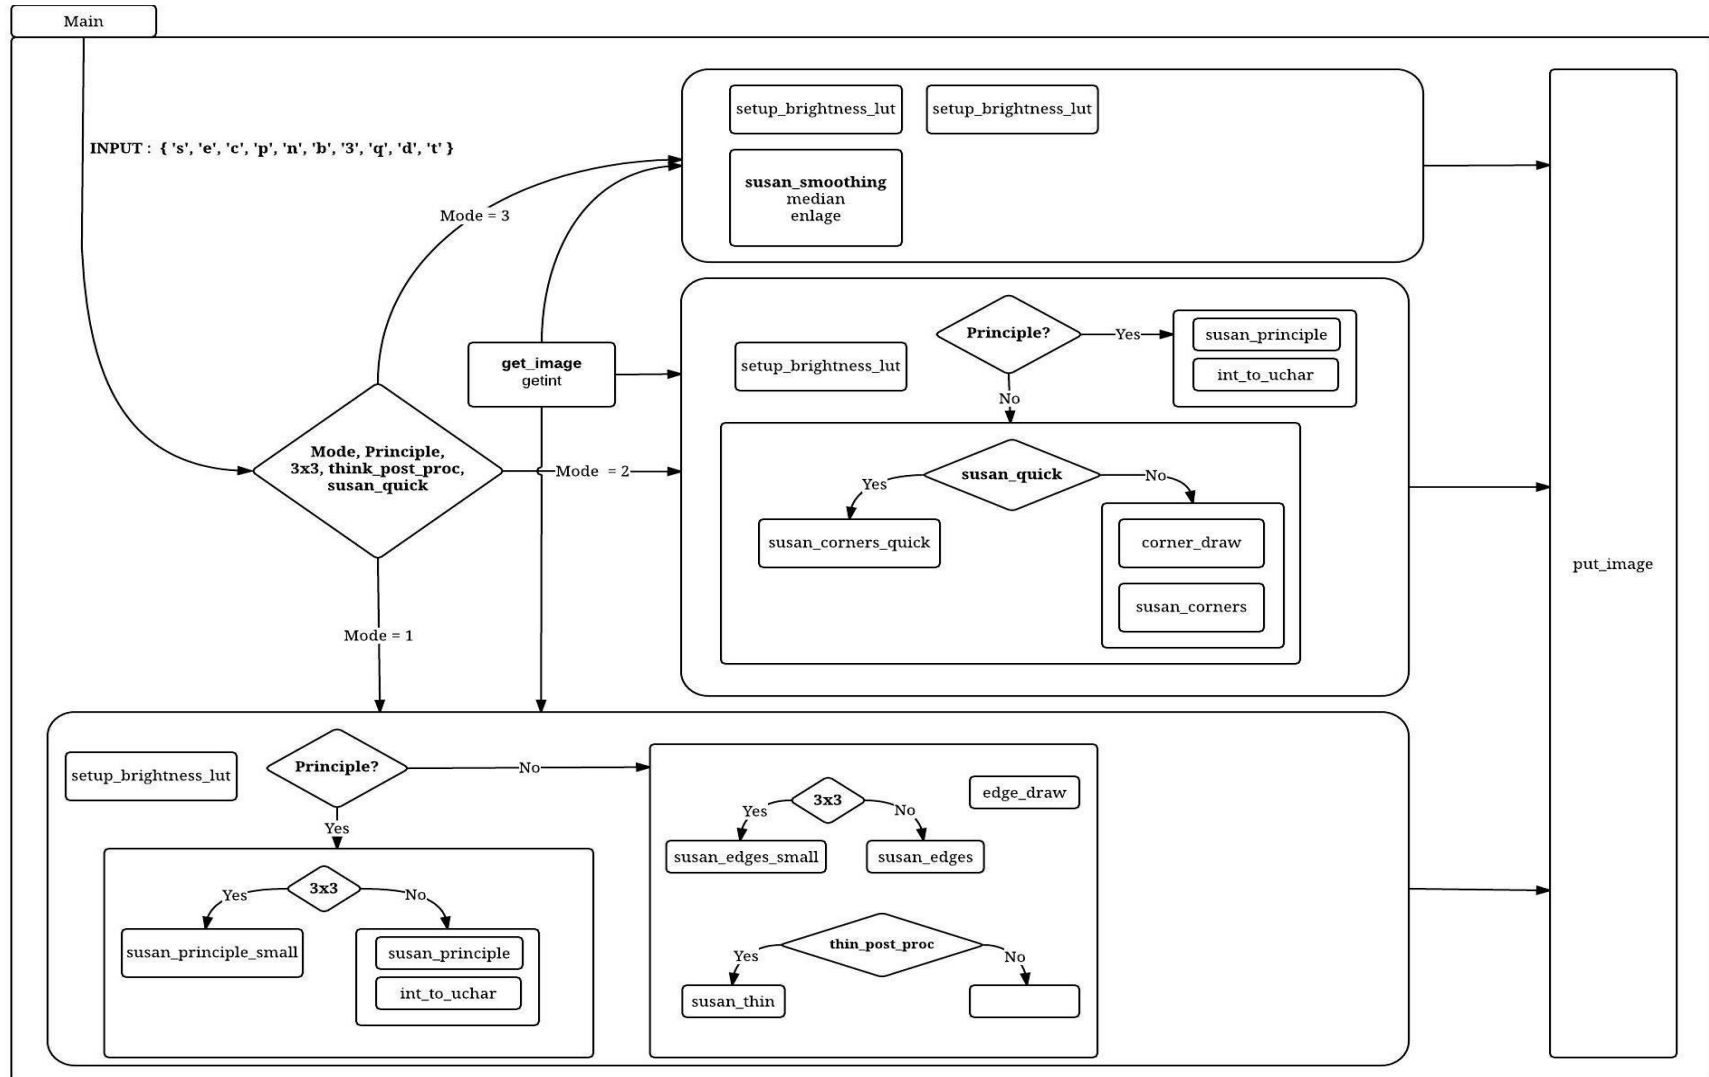 Main
INPUT :  { 's', 'e', 'c', 'p', 'n', 'b', '3', 'q', 'd', 't' }
setup_brightness_lut
setup_brightness_lut
susan_smoothing
median
enlage
Mode = 3
put_image
get_image
getint
Mode, Principle,
3x3, think_post_proc,
susan_quick
Mode  = 2
Mode = 1
setup_brightness_lut
Principle?
Yes
susan_principle
int_to_uchar
No
susan_quick
Yes
No
susan_corners_quick
corner_draw
susan_corners
setup_brightness_lut
Principle?
No
Yes
3x3
Yes
No
susan_principle_small
susan_principle
int_to_uchar
3x3
Yes
No
edge_draw
susan_edges_small
susan_edges
thin_post_proc
Yes
No
susan_thin